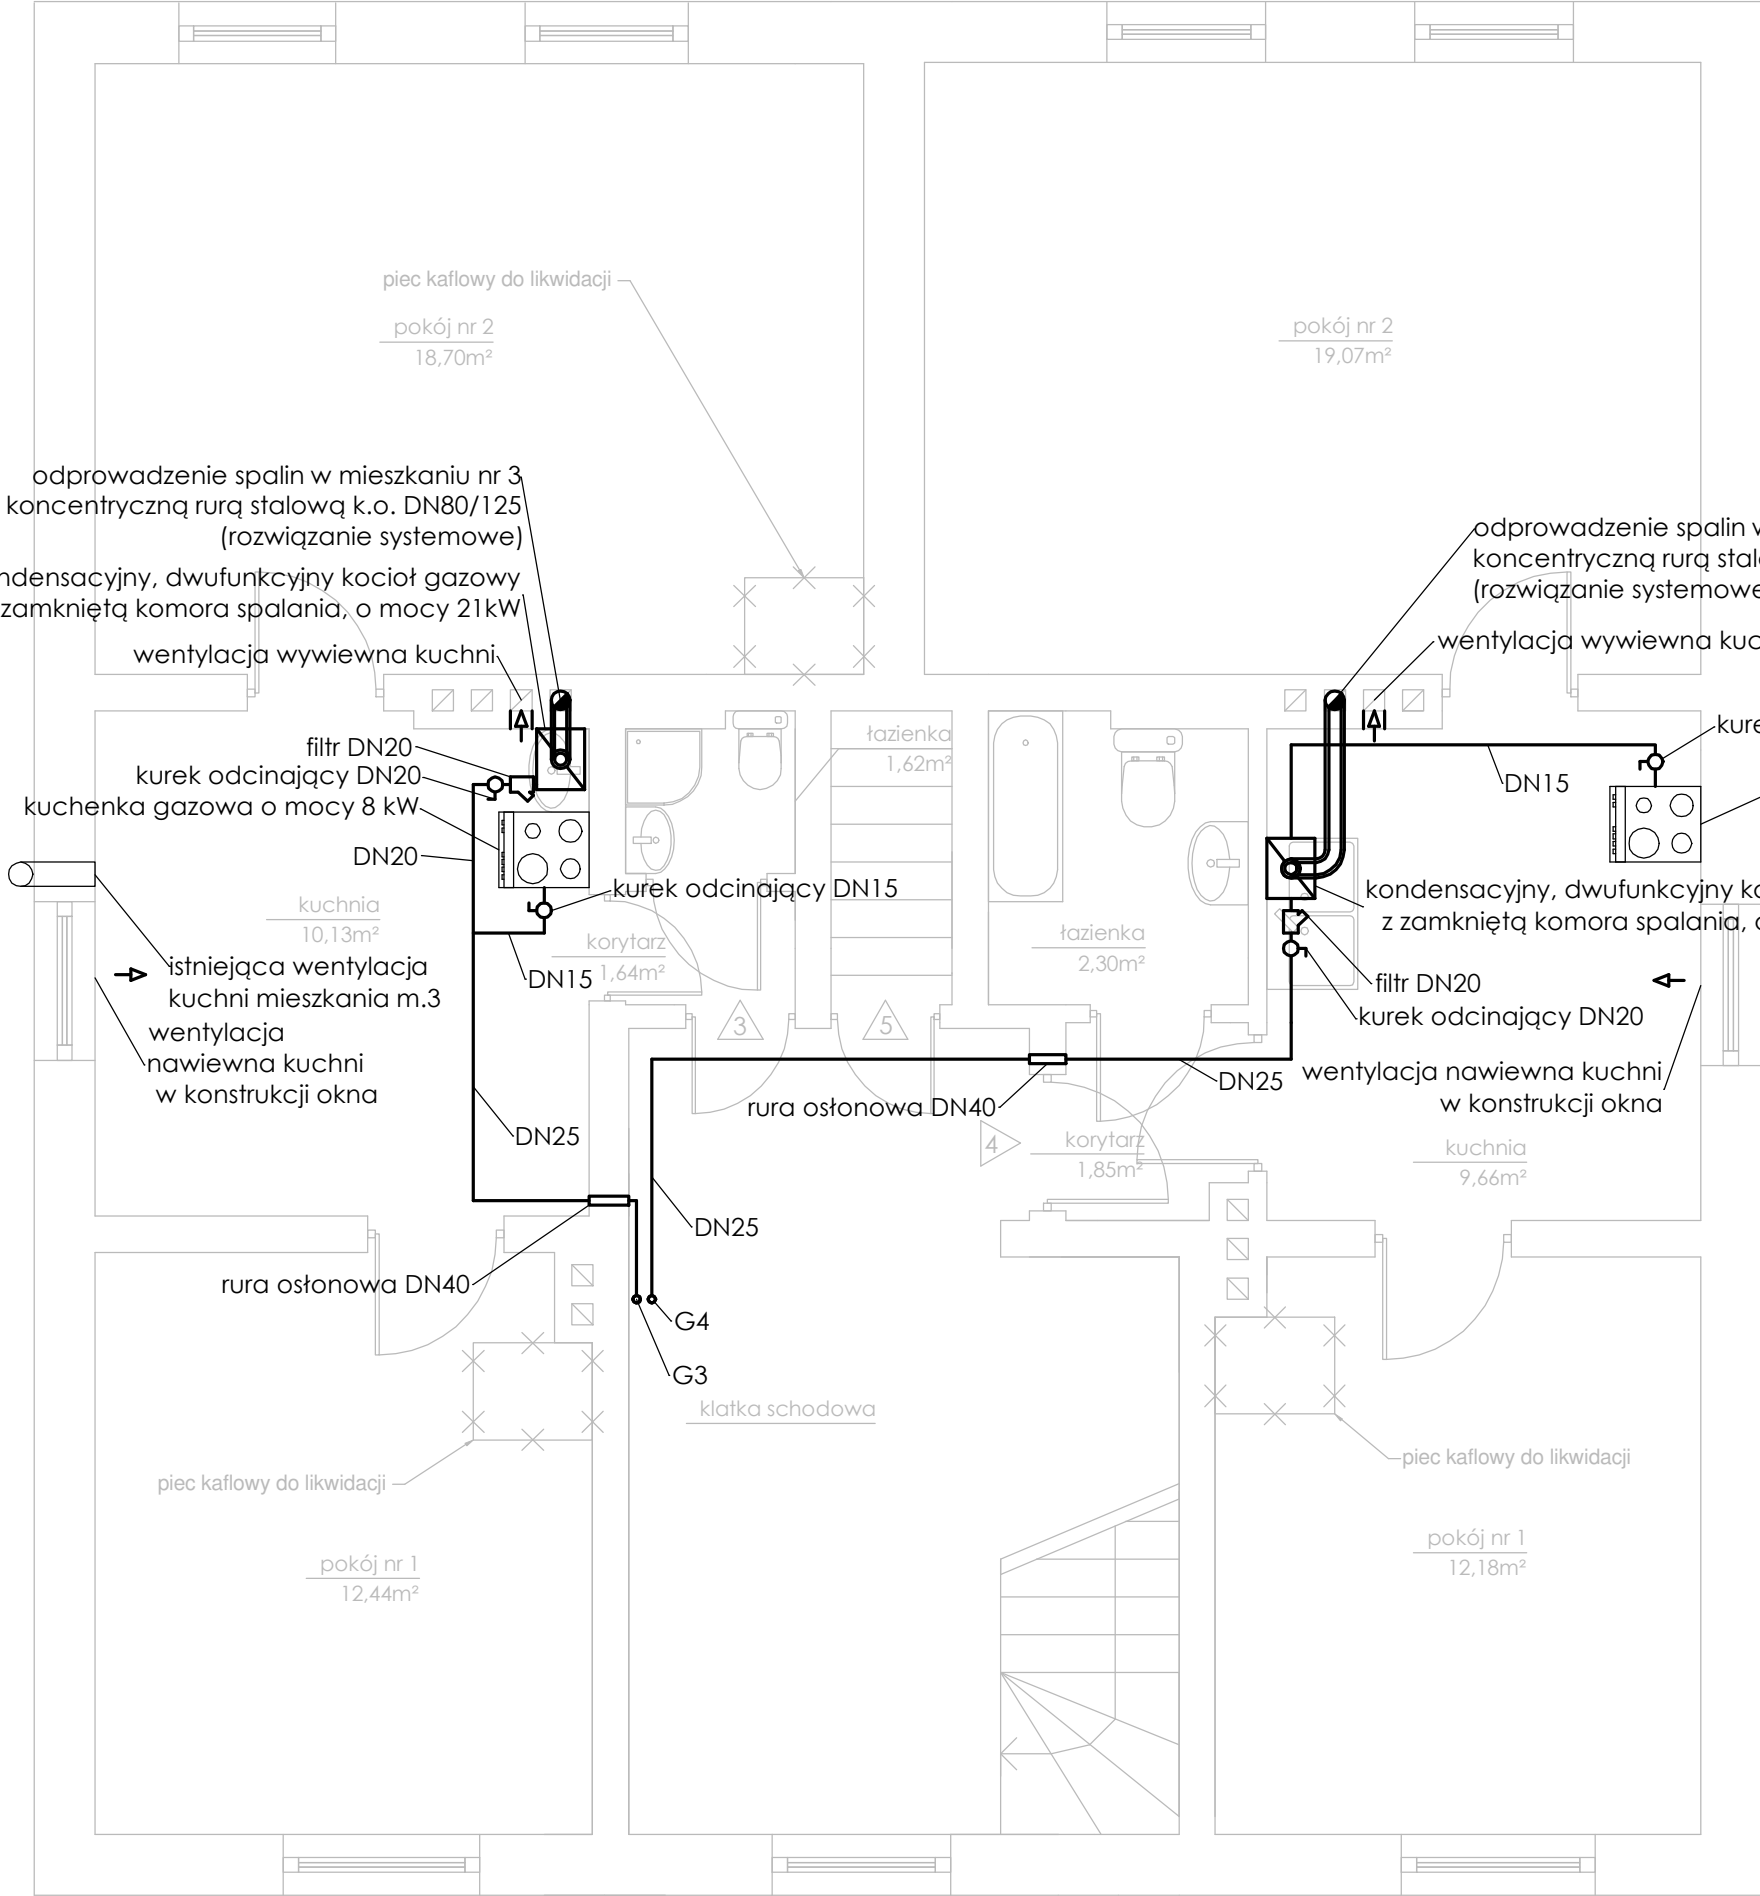 piec kaflowy do likwidacji
pokój nr 2
18,70m²
pokój nr 2
19,07m²
odprowadzenie spalin w mieszkaniu nr 3
koncentryczną rurą stalową k.o. DN80/125
(rozwiązanie systemowe)
ndensacyjny, dwufunkcyjny kocioł gazowy
zamkniętą komora spalania, o mocy 21kW
wentylacja wywiewna kuchni
odprowadzenie spalin
koncentryczną rurą stal
(rozwiązanie systemowe
wentylacja wywiewna kuc
filtr DN20
kurek odcinający DN20
kuchenka gazowa o mocy 8 kW
DN20
łazienka
1,62m²
kure
DN15
kurek odcinający DN15
kuchnia
10,13m²
korytarz
1,64m²
DN15
istniejąca wentylacja
kuchni mieszkania m.3
wentylacja
nawiewna kuchni
w konstrukcji okna
łazienka
2,30m²
kondensacyjny, dwufunkcyjny ko
z zamkniętą komora spalania,
filtr DN20
kurek odcinający DN20
3
5
DN25
wentylacja nawiewna kuchni
w konstrukcji okna
rura osłonowa DN40
DN25
4
korytarz
1,85m²
kuchnia
9,66m²
DN25
rura osłonowa DN40
G4
G3
klatka schodowa
piec kaflowy do likwidacji
piec kaflowy do likwidacji
pokój nr 1
12,44m²
pokój nr 1
12,18m²